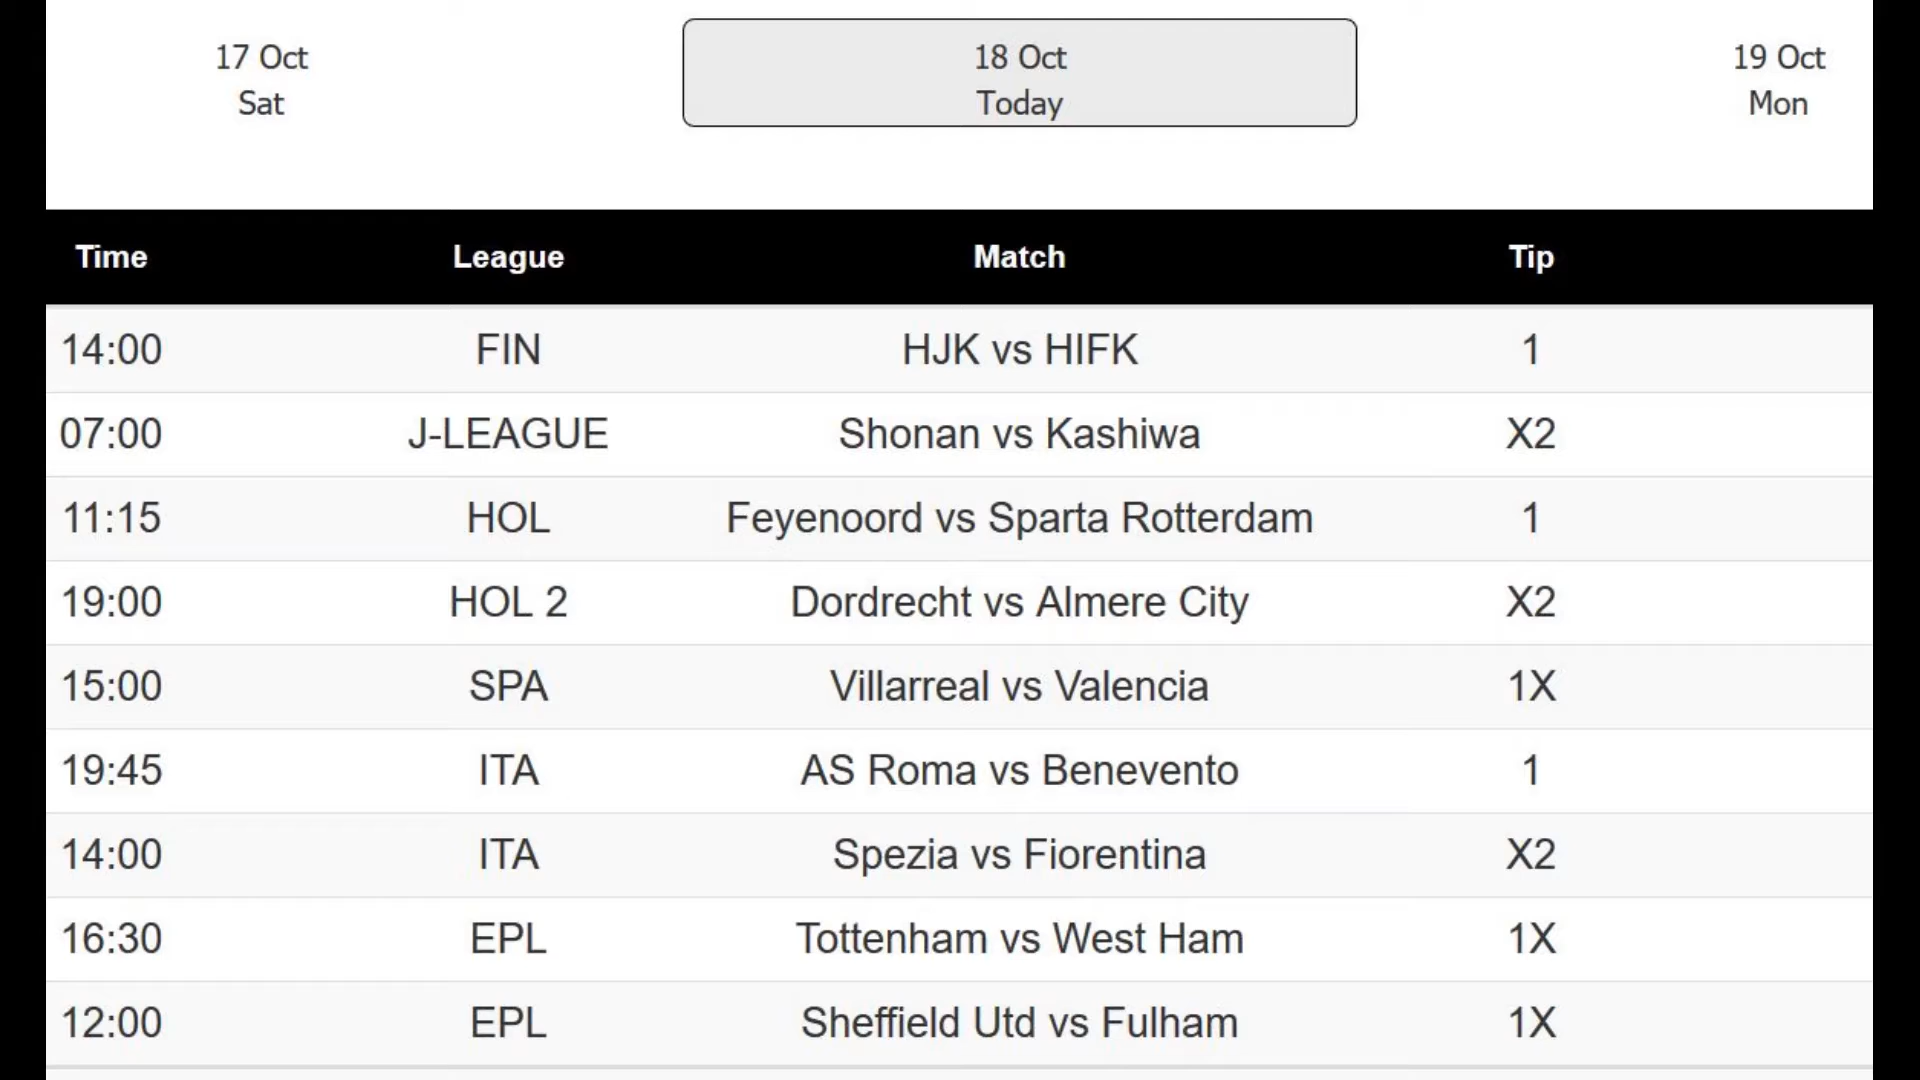 17 Oct 18 Oct 19 Oct
Sat Today Mon
Time League Match Tip
14:00 FIN HJK vs HIFK 1
07:00 J-LEAGUE Shonan vs Kashiwa X2
11:15 HOL Feyenoord vs Sparta Rotterdam 1
19:00 HOL 2 Dordrecht vs Almere City X2
15:00 SPA Villarreal vs Valencia 1X
19:45 ITA AS Roma vs Benevento 1
14:00 ITA Spezia vs Fiorentina X2
16:30 EPL Tottenham vs West Ham 1X
12:00 EPL Sheffield Utd vs Fulham 1X